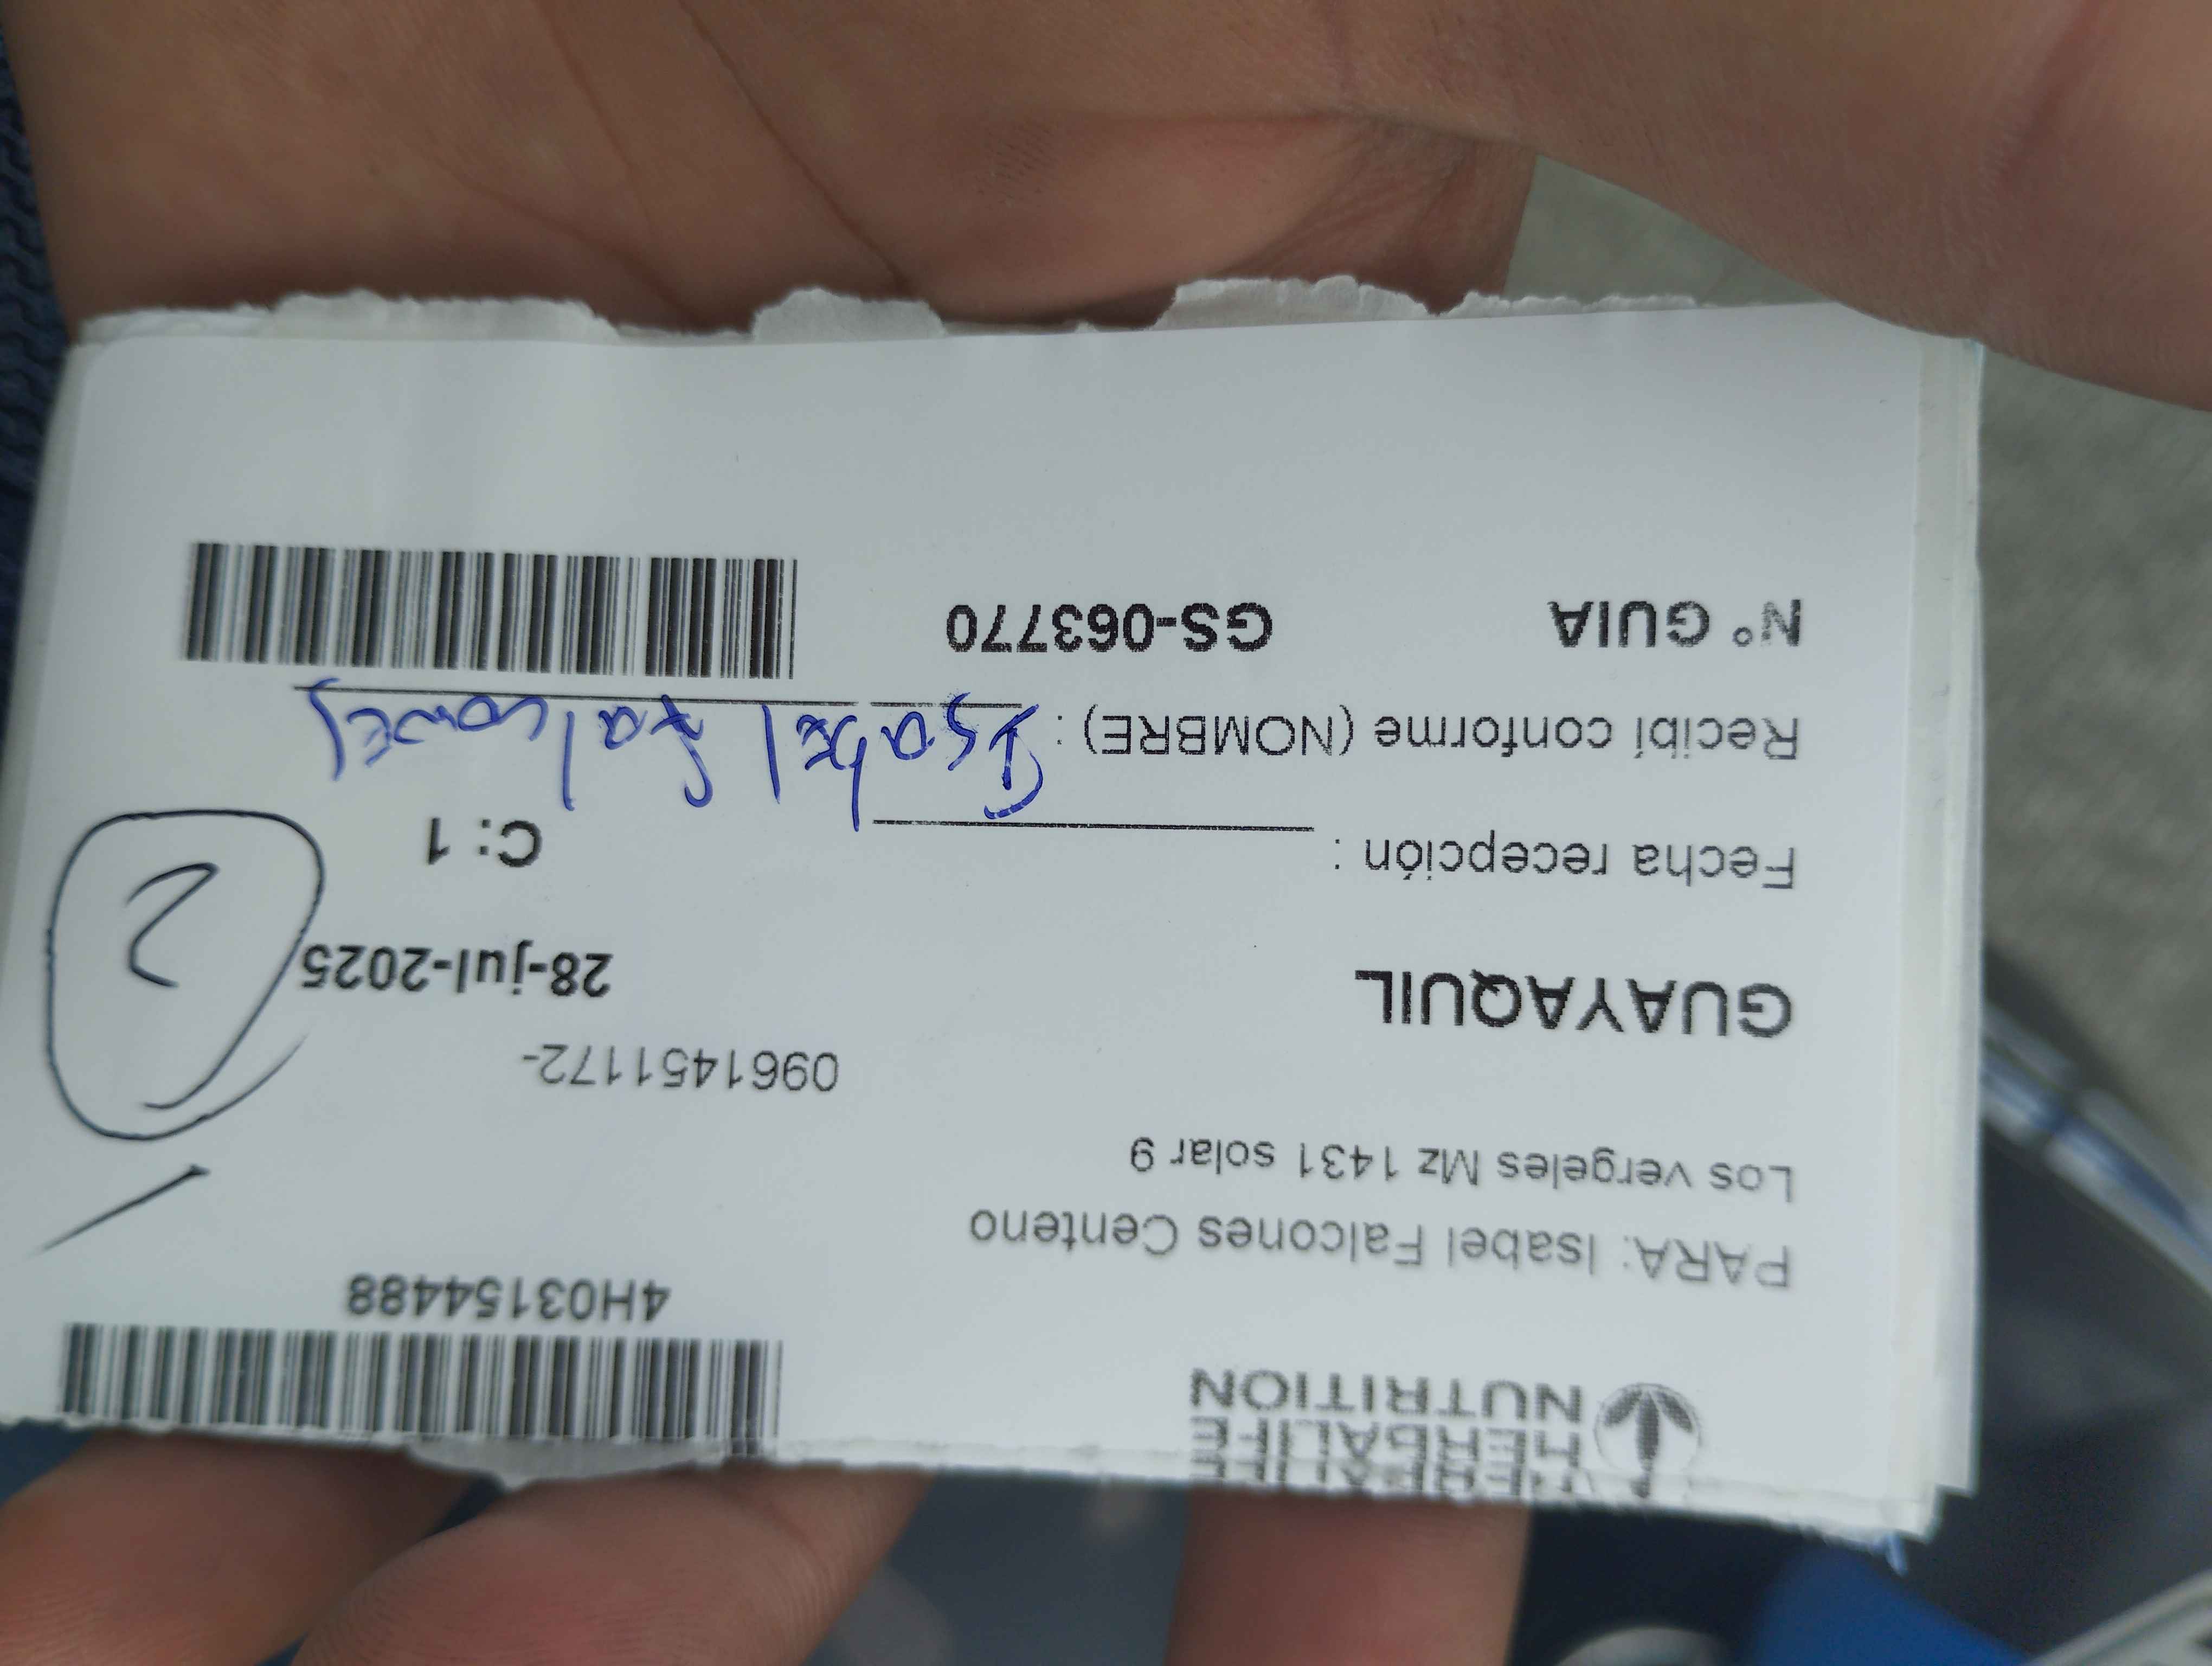 HERBALIFE
NUTRITION
4H03154488
PARA: Isabel Falcones Centeno
Los vergeles Mz 1431 solar 9
0961451172-
GUAYAQUIL
28-jul-2025
2
Fecha recepción :
C: 1
Recibí conforme (NOMBRE) : Isabel Falcones
N° GUIA GS-063770